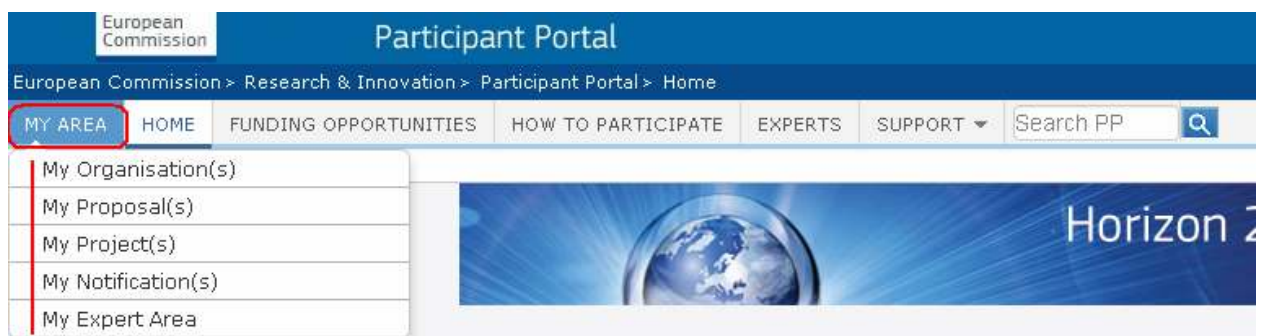 European
Commission
Participant Portal
European Commission > Research & Innovation > Participant Portal > Home
MY AREA HOME FUNDING OPPORTUNITIES HOW TO PARTICIPATE EXPERTS SUPPORT Search PP
My Organisation(s)
My Proposal(s)
Horizon 2
My Project(s)
My Notification(s)
My Expert Area